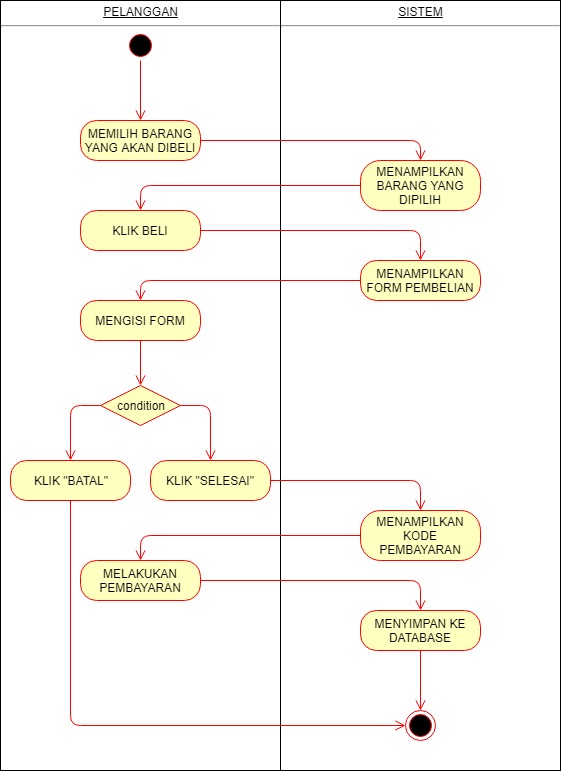 PELANGGAN
SISTEM
MEMILIH BARANG
YANG AKAN DIBELI
MENAMPILKAN
BARANG YANG
DIPILIH
KLIK BELI
MENAMPILKAN
FORM PEMBELIAN
MENGISI FORM
condition
KLIK "BATAL"
KLIK "SELESAI"
MENAMPILKAN
KODE
PEMBAYARAN
MELAKUKAN
PEMBAYARAN
MENYIMPAN KE
DATABASE